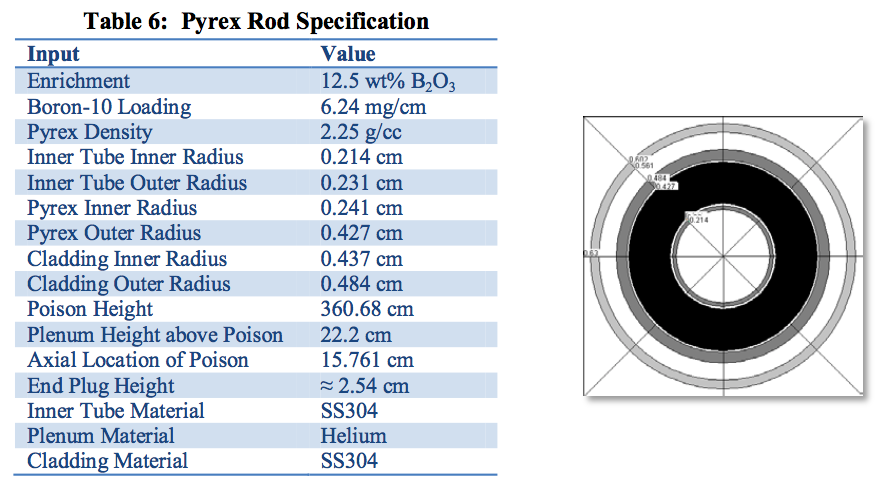 Table 6: Pyrex Rod Specification
Input Value
Enrichment 12.5 wt% B₂O₃
Boron-10 Loading 6.24 mg/cm
Pyrex Density 2.25 g/cc
Inner Tube Inner Radius 0.214 cm
Inner Tube Outer Radius 0.231 cm
Pyrex Inner Radius 0.241 cm
Pyrex Outer Radius 0.427 cm
Cladding Inner Radius 0.437 cm
Cladding Outer Radius 0.484 cm
Poison Height 360.68 cm
Plenum Height above Poison 22.2 cm
Axial Location of Poison 15.761 cm
End Plug Height ≈ 2.54 cm
Inner Tube Material SS304
Plenum Material Helium
Cladding Material SS304
0.602
0.561
0.484
0.427
0.214
0.63